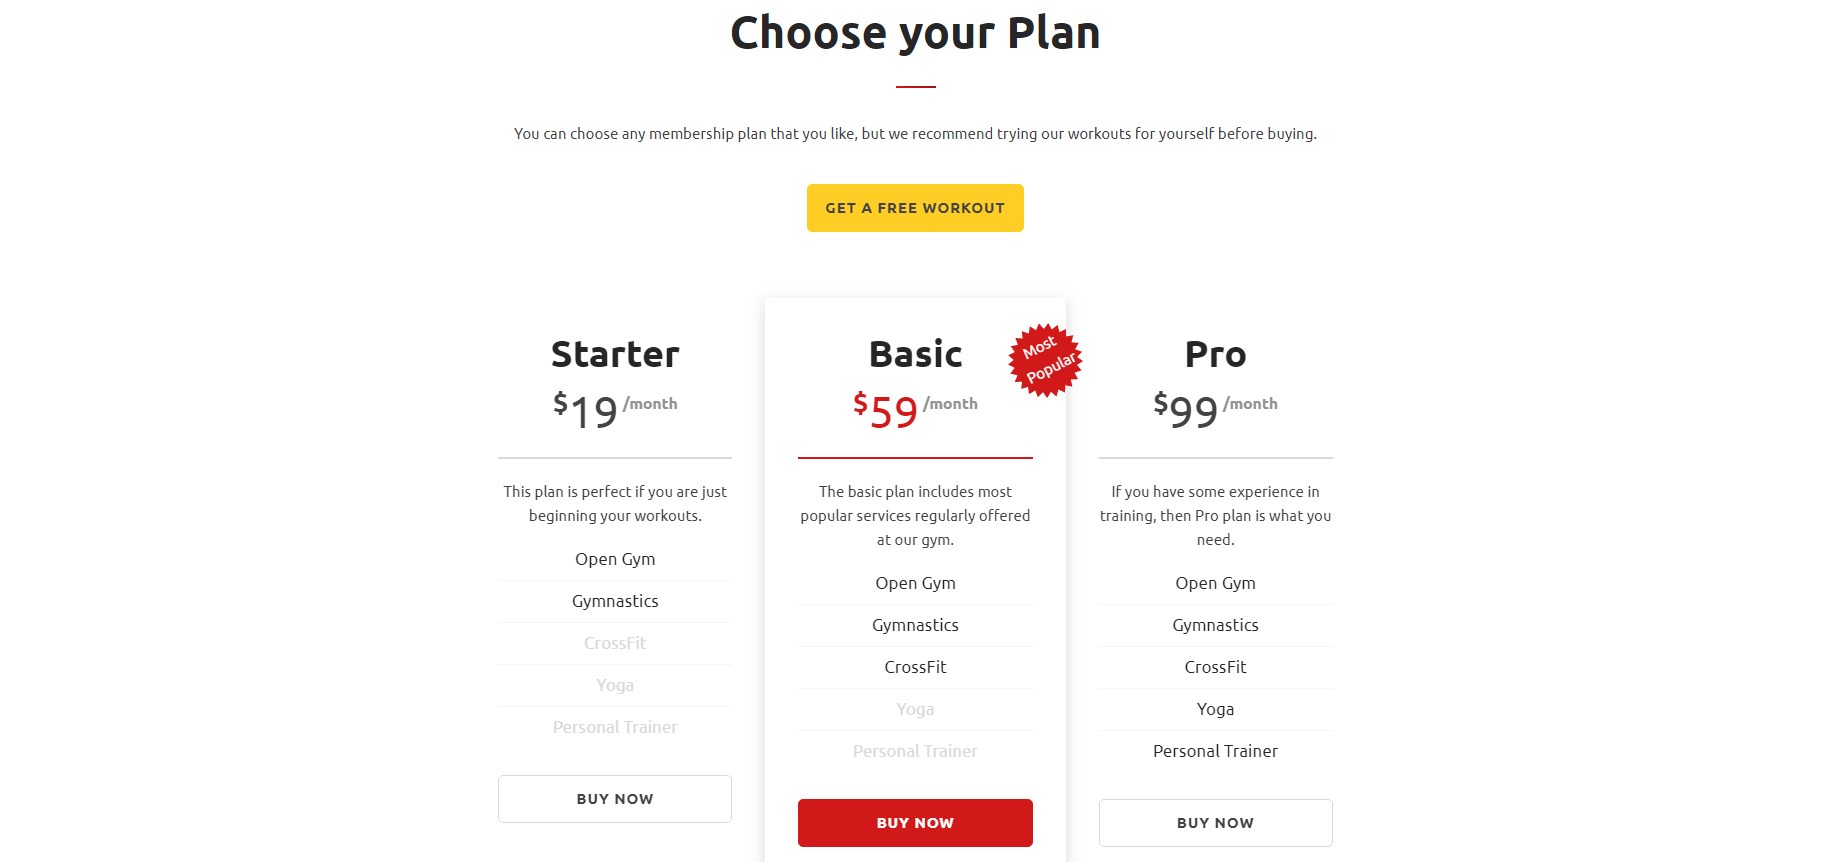 Choose your Plan
You can choose any membership plan that you like, but we recommend trying our workouts for yourself before buying.
GET A FREE WORKOUT
Starter
$19 /month
This plan is perfect if you are just
beginning your workouts.
Open Gym
Gymnastics
CrossFit
Yoga
Personal Trainer
BUY NOW
Basic
Most
Popular
$59 /month
The basic plan includes most
popular services regularly offered
at our gym.
Open Gym
Gymnastics
CrossFit
Yoga
Personal Trainer
BUY NOW
Pro
$99 /month
If you have some experience in
training, then Pro plan is what you
need.
Open Gym
Gymnastics
CrossFit
Yoga
Personal Trainer
BUY NOW